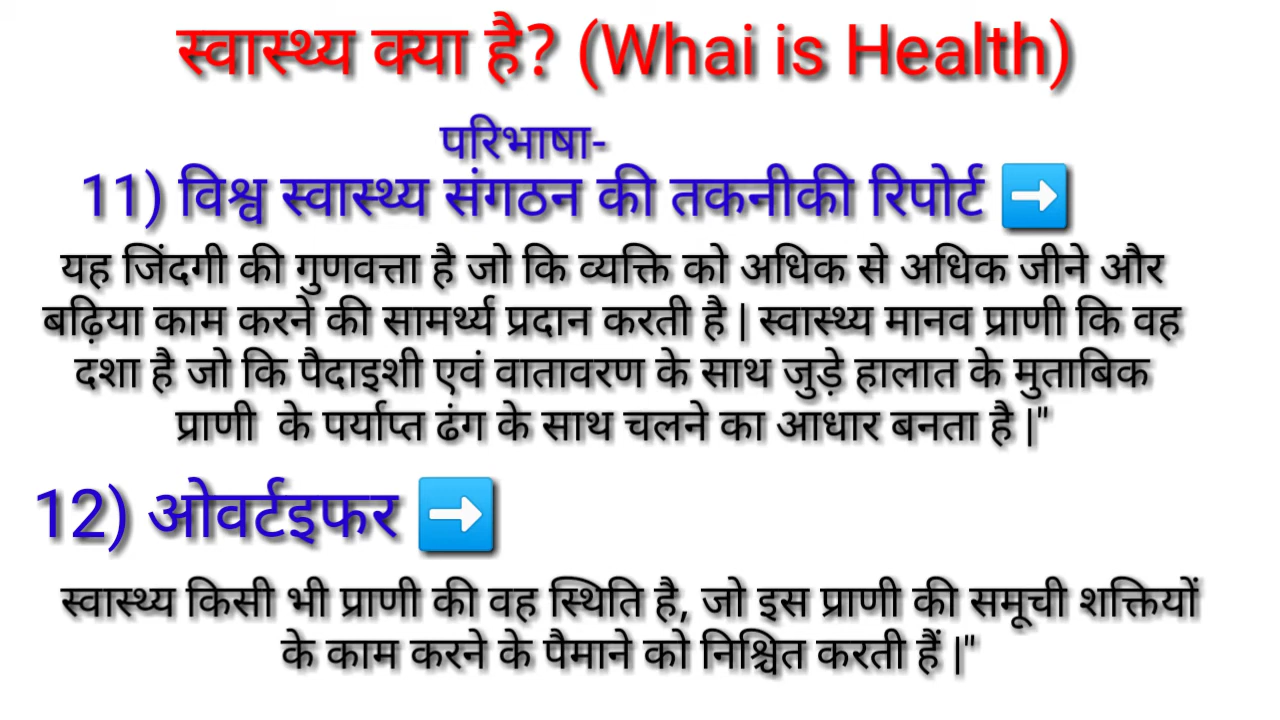 स्वास्थ्य क्या है? (Whai is Health)
परिभाषा-
11) विश्व स्वास्थ्य संगठन की तकनीकी रिपोर्ट ➡
यह जिंदगी की गुणवत्ता है जो कि व्यक्ति को अधिक से अधिक जीने और
बढ़िया काम करने की सामर्थ्य प्रदान करती है | स्वास्थ्य मानव प्राणी कि वह
दशा है जो कि पैदाइशी एवं वातावरण के साथ जुड़े हालात के मुताबिक
प्राणी के पर्याप्त ढंग के साथ चलने का आधार बनता है |"
12) ओवर्टइफर ➡
स्वास्थ्य किसी भी प्राणी की वह स्थिति है, जो इस प्राणी की समूची शक्तियों
के काम करने के पैमाने को निश्चित करती हैं |"